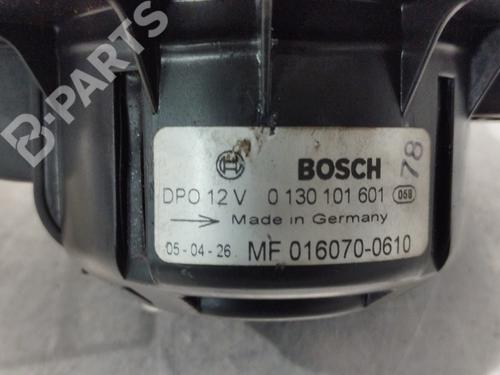 B-PARTS
BOSCH
78
DPO 12 V 0 130 101 601 058
Made in Germany
05-04-26 MF 016070-0610